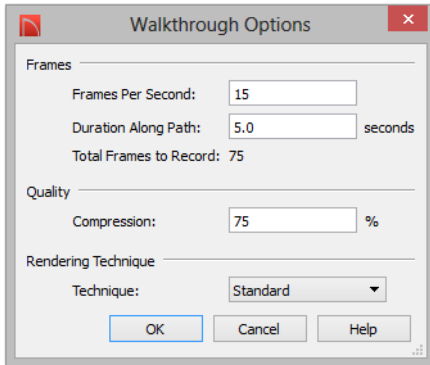 Walkthrough Options
Frames
Frames Per Second: 15
Duration Along Path: 5.0 seconds
Total Frames to Record: 75
Quality
Compression: 75 %
Rendering Technique
Technique: Standard
OK Cancel Help